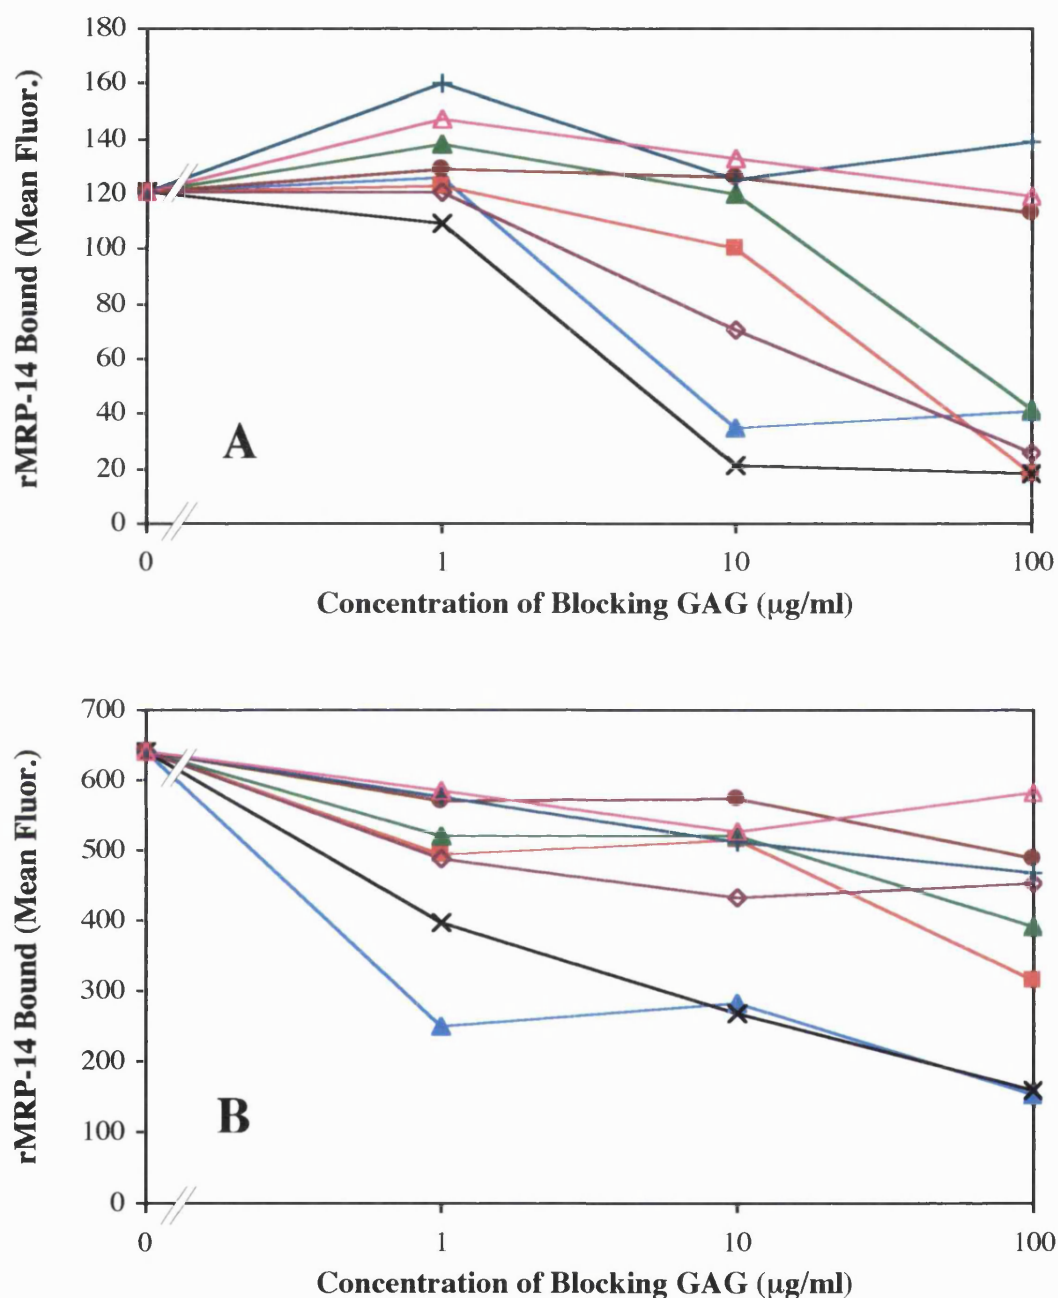 180
160
140
120
100
80
60
40
20
0
rMRP-14 Bound (Mean Fluor.)
A
0 1 10 100
Concentration of Blocking GAG (μg/ml)
700
600
500
400
300
200
100
0
rMRP-14 Bound (Mean Fluor.)
B
0 1 10 100
Concentration of Blocking GAG (μg/ml)